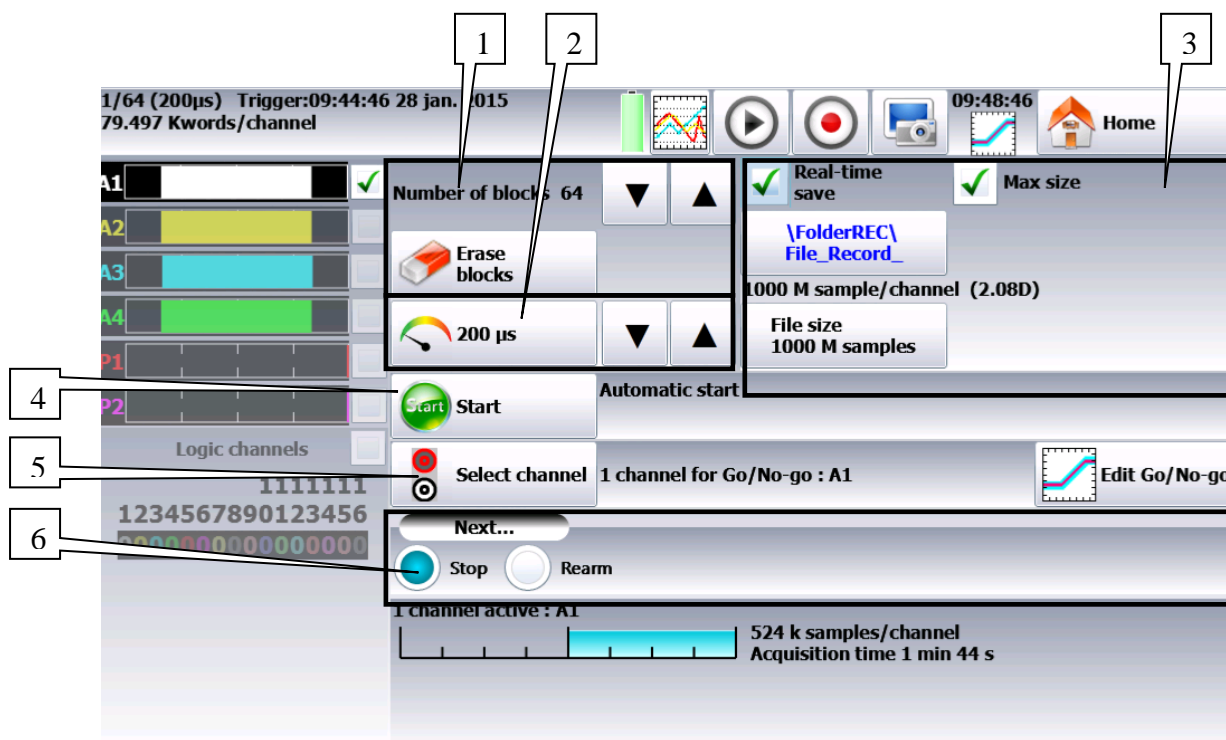 1 2 3
1/64 (200µs) Trigger:09:44:46 28 jan. 2015
79.497 Kwords/channel
09:48:46
Home
A1
A2
A3
A4
P1
P2
Logic channels
1111111
1234567890123456
0000000000000000
Number of blocks 64
Erase
blocks
200 µs
Real-time
save
Max size
\FolderREC\
File_Record_
1000 M sample/channel (2.08D)
File size
1000 M samples
4
Start Start
Automatic start
5
Select channel
1 channel for Go/No-go : A1
Edit Go/No-go
6
Next...
Stop Rearm
1 channel active : A1
524 k samples/channel
Acquisition time 1 min 44 s